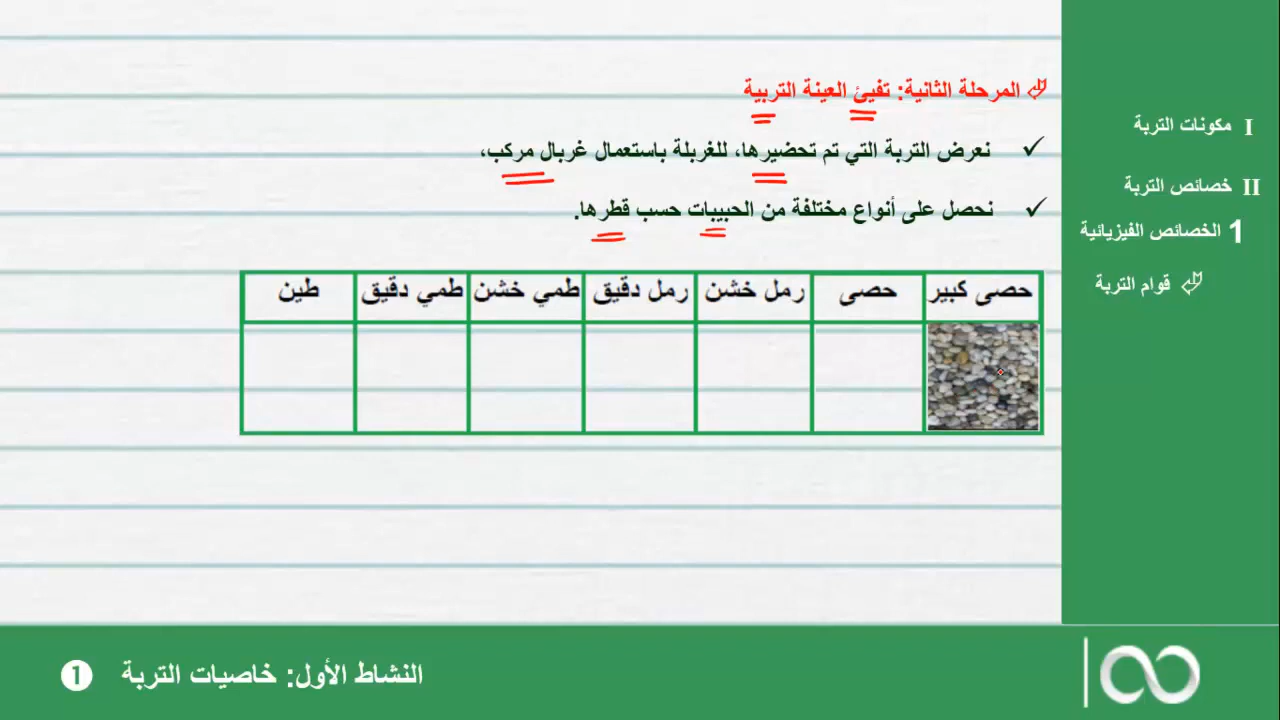 المرحلة الثانية: تفيئ العينة التربية
نعرض التربة التي تم تحضيرها، للغربلة باستعمال غربال مركب،
نحصل على أنواع مختلفة من الحبيبات حسب قطرها.
حصى كبير حصى رمل خشن رمل دقيق طمي خشن طمي دقيق طين
I مكونات التربة
II خصائص التربة
1 الخصائص الفيزيائية
قوام التربة
النشاط الأول: خاصيات التربة 1